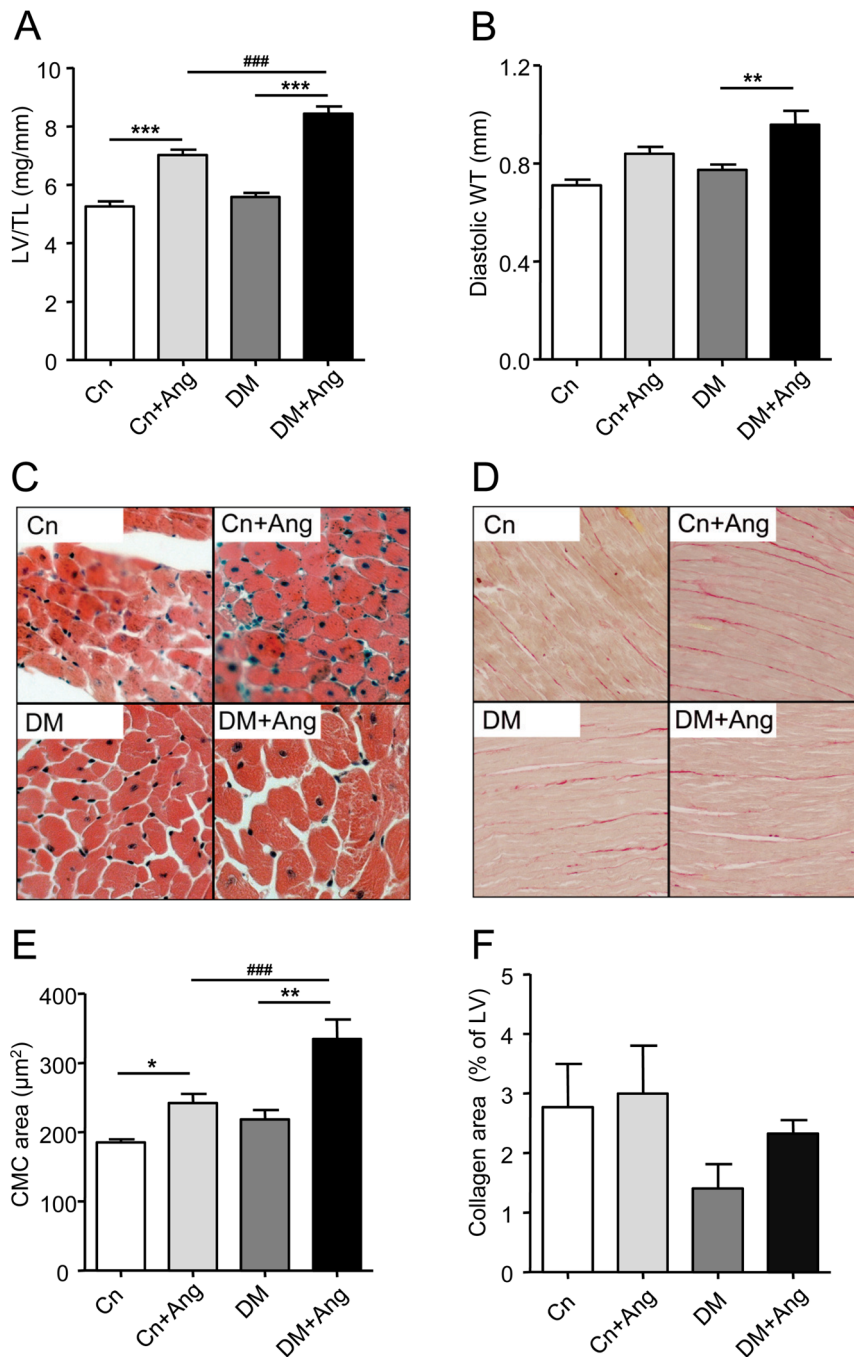 A
LV/TL (mg/mm)
10
8
6
4
2
0
***
###
***
Cn
Cn+Ang
DM
DM+Ang
B
Diastolic WT (mm)
1.2
0.8
0.4
0.0
**
Cn
Cn+Ang
DM
DM+Ang
C
Cn
Cn+Ang
DM
DM+Ang
D
Cn
Cn+Ang
DM
DM+Ang
E
CMC area (µm²)
400
300
200
100
0
*
###
**
Cn
Cn+Ang
DM
DM+Ang
F
Collagen area (% of LV)
5
4
3
2
1
0
Cn
Cn+Ang
DM
DM+Ang